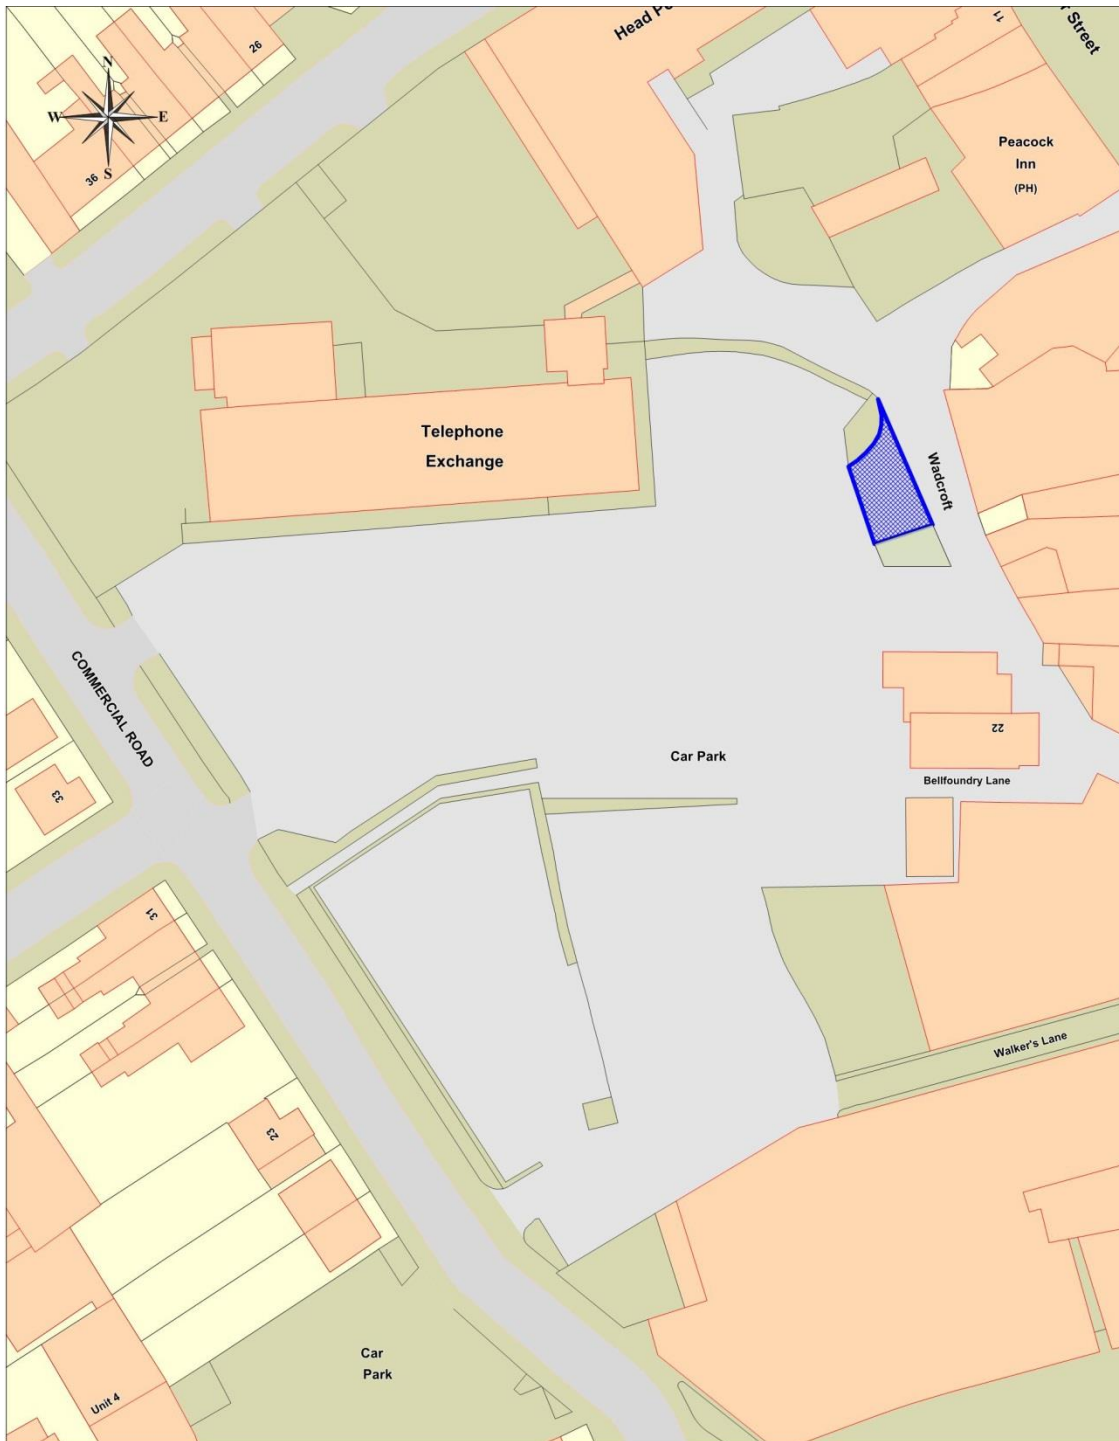 Head Po
11
r Street
26
N
W E
S
36
Peacock
Inn
(PH)
Telephone
Exchange
Wadcroft
COMMERCIAL ROAD
Car Park
22
Bellfoundry Lane
33
31
Walker's Lane
23
Car
Park
Unit 4